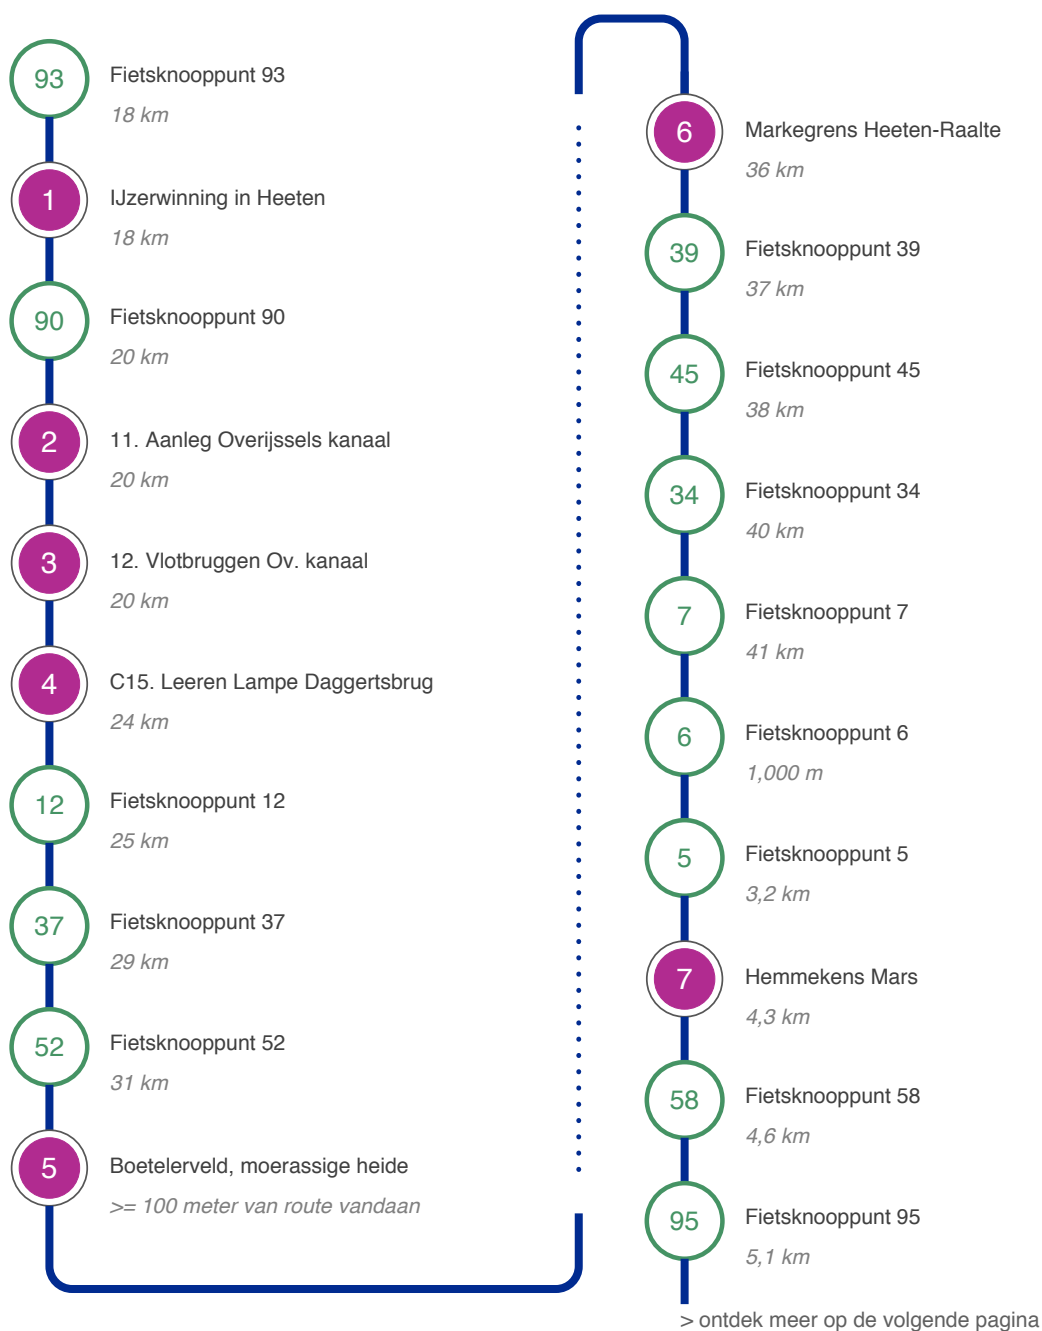 93
Fietsknooppunt 93
18 km
1
IJzerwinning in Heeten
18 km
90
Fietsknooppunt 90
20 km
2
11. Aanleg Overijssels kanaal
20 km
3
12. Vlotbruggen Ov. kanaal
20 km
4
C15. Leeren Lampe Daggertsbrug
24 km
12
Fietsknooppunt 12
25 km
37
Fietsknooppunt 37
29 km
52
Fietsknooppunt 52
31 km
5
Boetelerveld, moerassige heide
>= 100 meter van route vandaan
6
Markegrens Heeten-Raalte
36 km
39
Fietsknooppunt 39
37 km
45
Fietsknooppunt 45
38 km
34
Fietsknooppunt 34
40 km
7
Fietsknooppunt 7
41 km
6
Fietsknooppunt 6
1,000 m
5
Fietsknooppunt 5
3,2 km
7
Hemmekens Mars
4,3 km
58
Fietsknooppunt 58
4,6 km
95
Fietsknooppunt 95
5,1 km
> ontdek meer op de volgende pagina